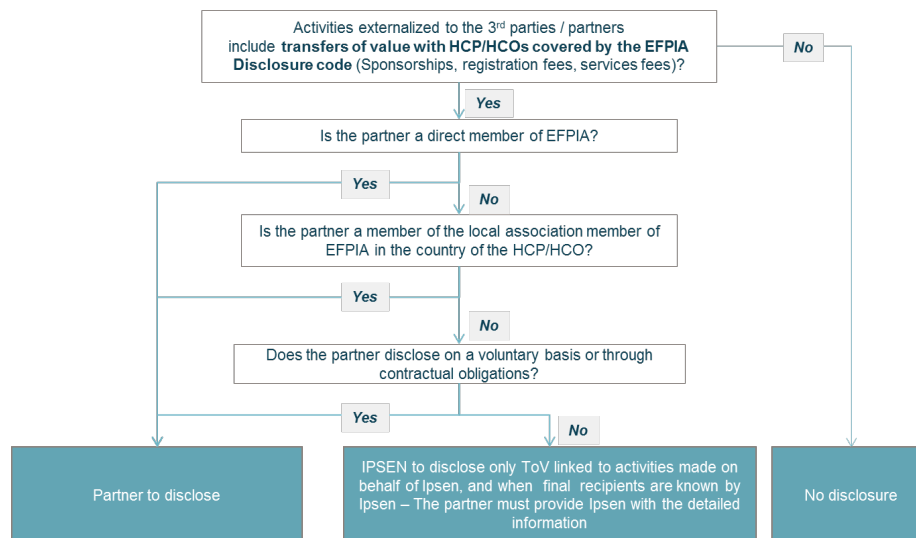 Activities externalized to the 3rd parties / partners
include transfers of value with HCP/HCOs covered by the EFPIA
Disclosure code (Sponsorships, registration fees, services fees)?
No
Yes
Is the partner a direct member of EFPIA?
Yes
No
Is the partner a member of the local association member of
EFPIA in the country of the HCP/HCO?
Yes
No
Does the partner disclose on a voluntary basis or through
contractual obligations?
Yes
No
Partner to disclose
IPSEN to disclose only ToV linked to activities made on
behalf of Ipsen, and when final recipients are known by
Ipsen – The partner must provide Ipsen with the detailed
information
No disclosure